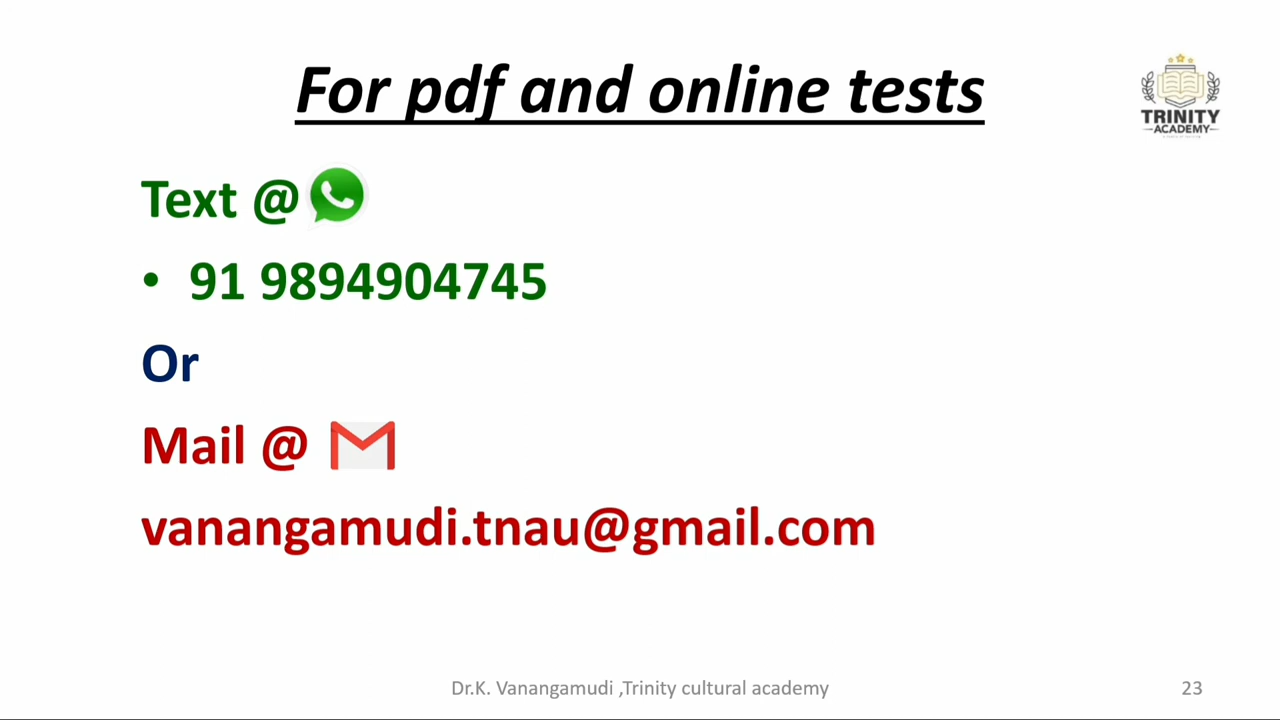 For pdf and online tests
TRINITY
ACADEMY
Text @
• 91 9894904745
Or
Mail @
vanangamudi.tnau@gmail.com
Dr.K. Vanangamudi ,Trinity cultural academy
23